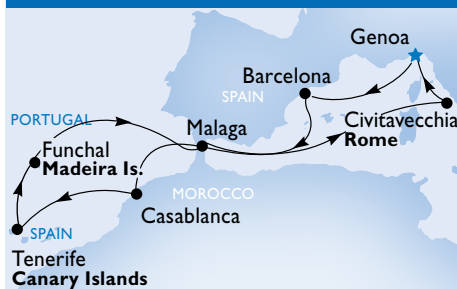 Genoa
Barcelona
SPAIN
Civitavecchia
Rome
PORTUGAL
Malaga
Funchal
Madeira Is.
MOROCCO
Casablanca
SPAIN
Tenerife
Canary Islands